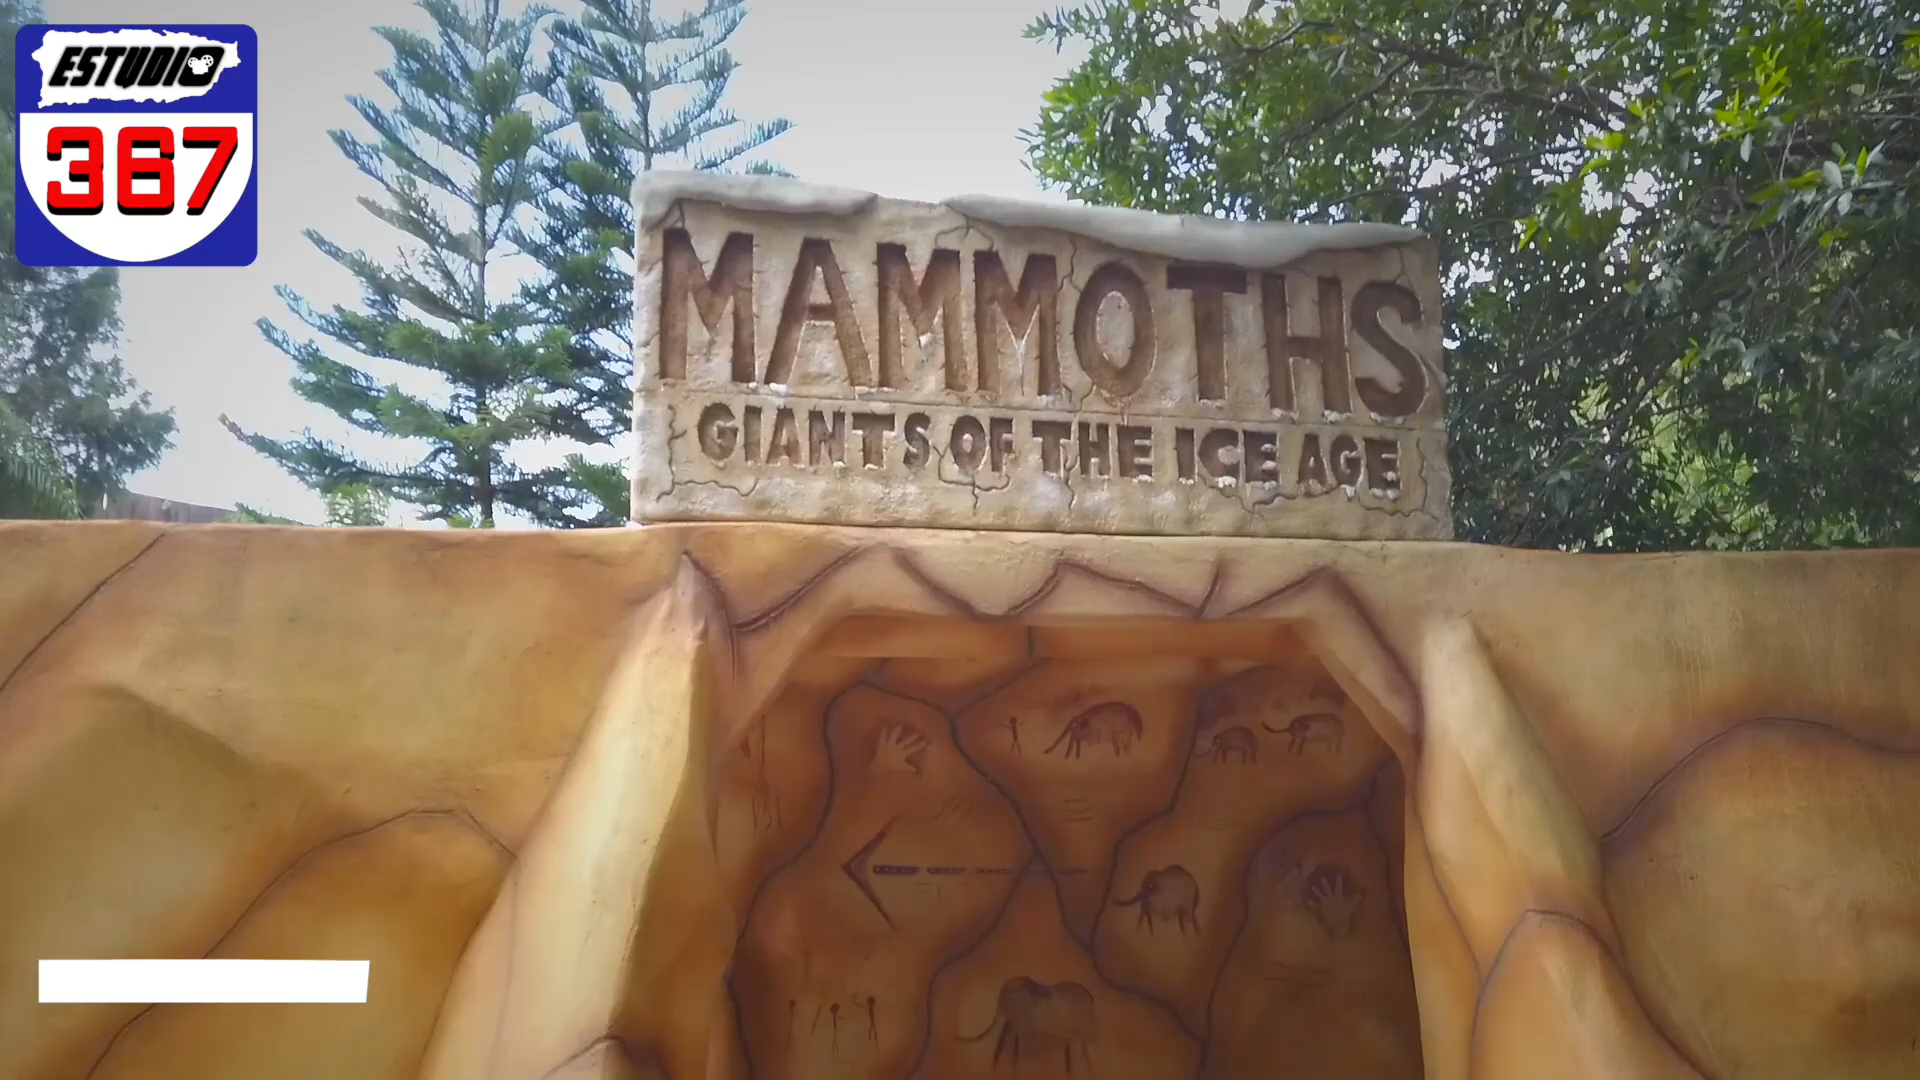 ESTUDIO
367
MAMMOTHS
GIANTS OF THE ICE AGE